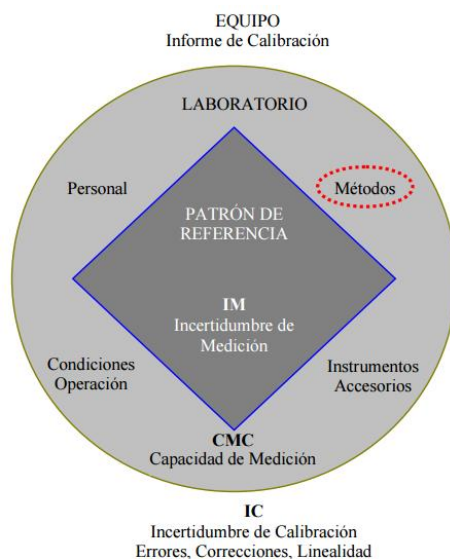 EQUIPO
Informe de Calibración
LABORATORIO
Personal
Métodos
PATRÓN DE
REFERENCIA
IM
Incertidumbre de
Medición
Condiciones
Operación
Instrumentos
Accesorios
CMC
Capacidad de Medición
IC
Incertidumbre de Calibración
Errores, Correcciones, Linealidad